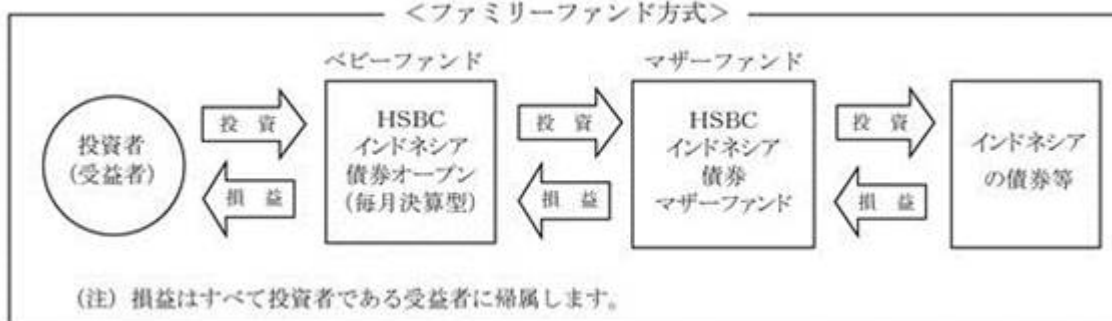 <ファミリーファンド方式>
ベビーファンド
マザーファンド
投資者
(受益者)
投 資
損 益
HSBC
インドネシア
債券オープン
(毎月決算型)
投 資
損 益
HSBC
インドネシア
債券
マザーファンド
投 資
損 益
インドネシア
の債券等
(注) 損益はすべて投資者である受益者に帰属します。